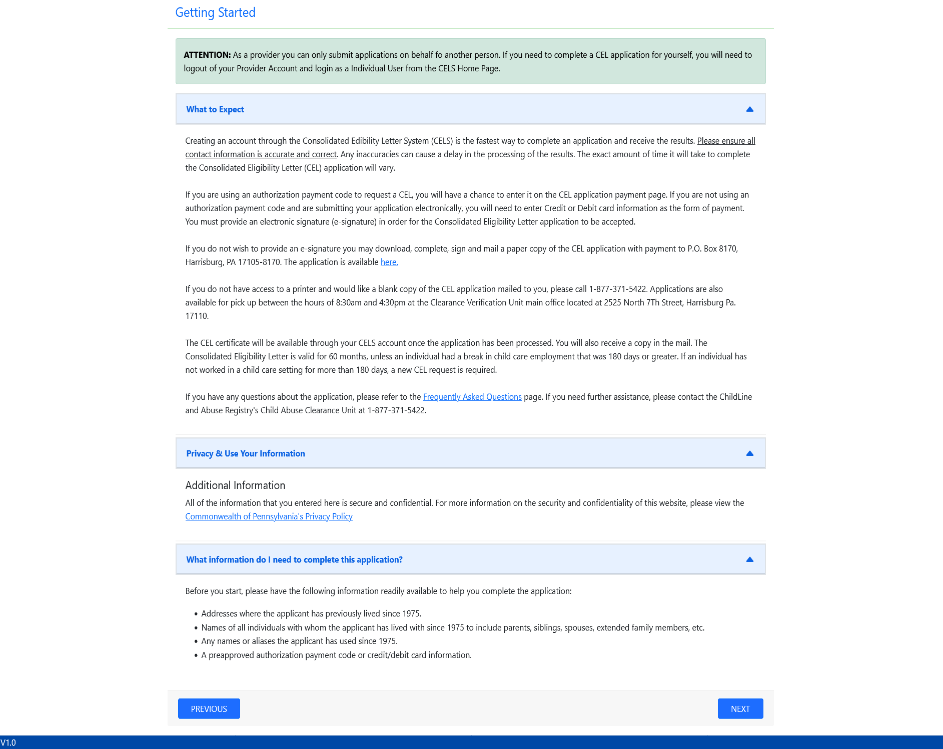 Getting Started
ATTENTION: As a provider you can only submit applications on behalf fo another person. If you need to complete a CEL application for yourself, you will need to
logout of your Provider Account and login as a Individual User from the CELS Home Page.
What to Expect
Creating an account through the Consolidated Edibility Letter System (CELS) is the fastest way to complete an application and receive the results. Please ensure all
contact information is accurate and correct. Any inaccuracies can cause a delay in the processing of the results. The exact amount of time it will take to complete
the Consolidated Eligibility Letter (CEL) application will vary.
If you are using an authorization payment code to request a CEL, you will have a chance to enter it on the CEL application payment page. If you are not using an
authorization payment code and are submitting your application electronically, you will need to enter Credit or Debit card information as the form of payment.
You must provide an electronic signature (e-signature) in order for the Consolidated Eligibility Letter application to be accepted.
If you do not wish to provide an e-signature you may download, complete, sign and mail a paper copy of the CEL application with payment to P.O. Box 8170,
Harrisburg, PA 17105-8170. The application is available here.
If you do not have access to a printer and would like a blank copy of the CEL application mailed to you, please call 1-877-371-5422. Applications are also
available for pick up between the hours of 8:30am and 4:30pm at the Clearance Verification Unit main office located at 2525 North 7Th Street, Harrisburg Pa.
17110.
The CEL certificate will be available through your CELS account once the application has been processed. You will also receive a copy in the mail. The
Consolidated Eligibility Letter is valid for 60 months, unless an individual had a break in child care employment that was 180 days or greater. If an individual has
not worked in a child care setting for more than 180 days, a new CEL request is required.
If you have any questions about the application, please refer to the Frequently Asked Questions page. If you need further assistance, please contact the ChildLine
and Abuse Registry's Child Abuse Clearance Unit at 1-877-371-5422.
Privacy & Use Your Information
Additional Information
All of the information that you entered here is secure and confidential. For more information on the security and confidentiality of this website, please view the
Commonwealth of Pennsylvania's Privacy Policy
What information do I need to complete this application?
Before you start, please have the following information readily available to help you complete the application:
• Addresses where the applicant has previously lived since 1975.
• Names of all individuals with whom the applicant has lived with since 1975 to include parents, siblings, spouses, extended family members, etc.
• Any names or aliases the applicant has used since 1975.
• A preapproved authorization payment code or credit/debit card information.
PREVIOUS
NEXT
V1.0